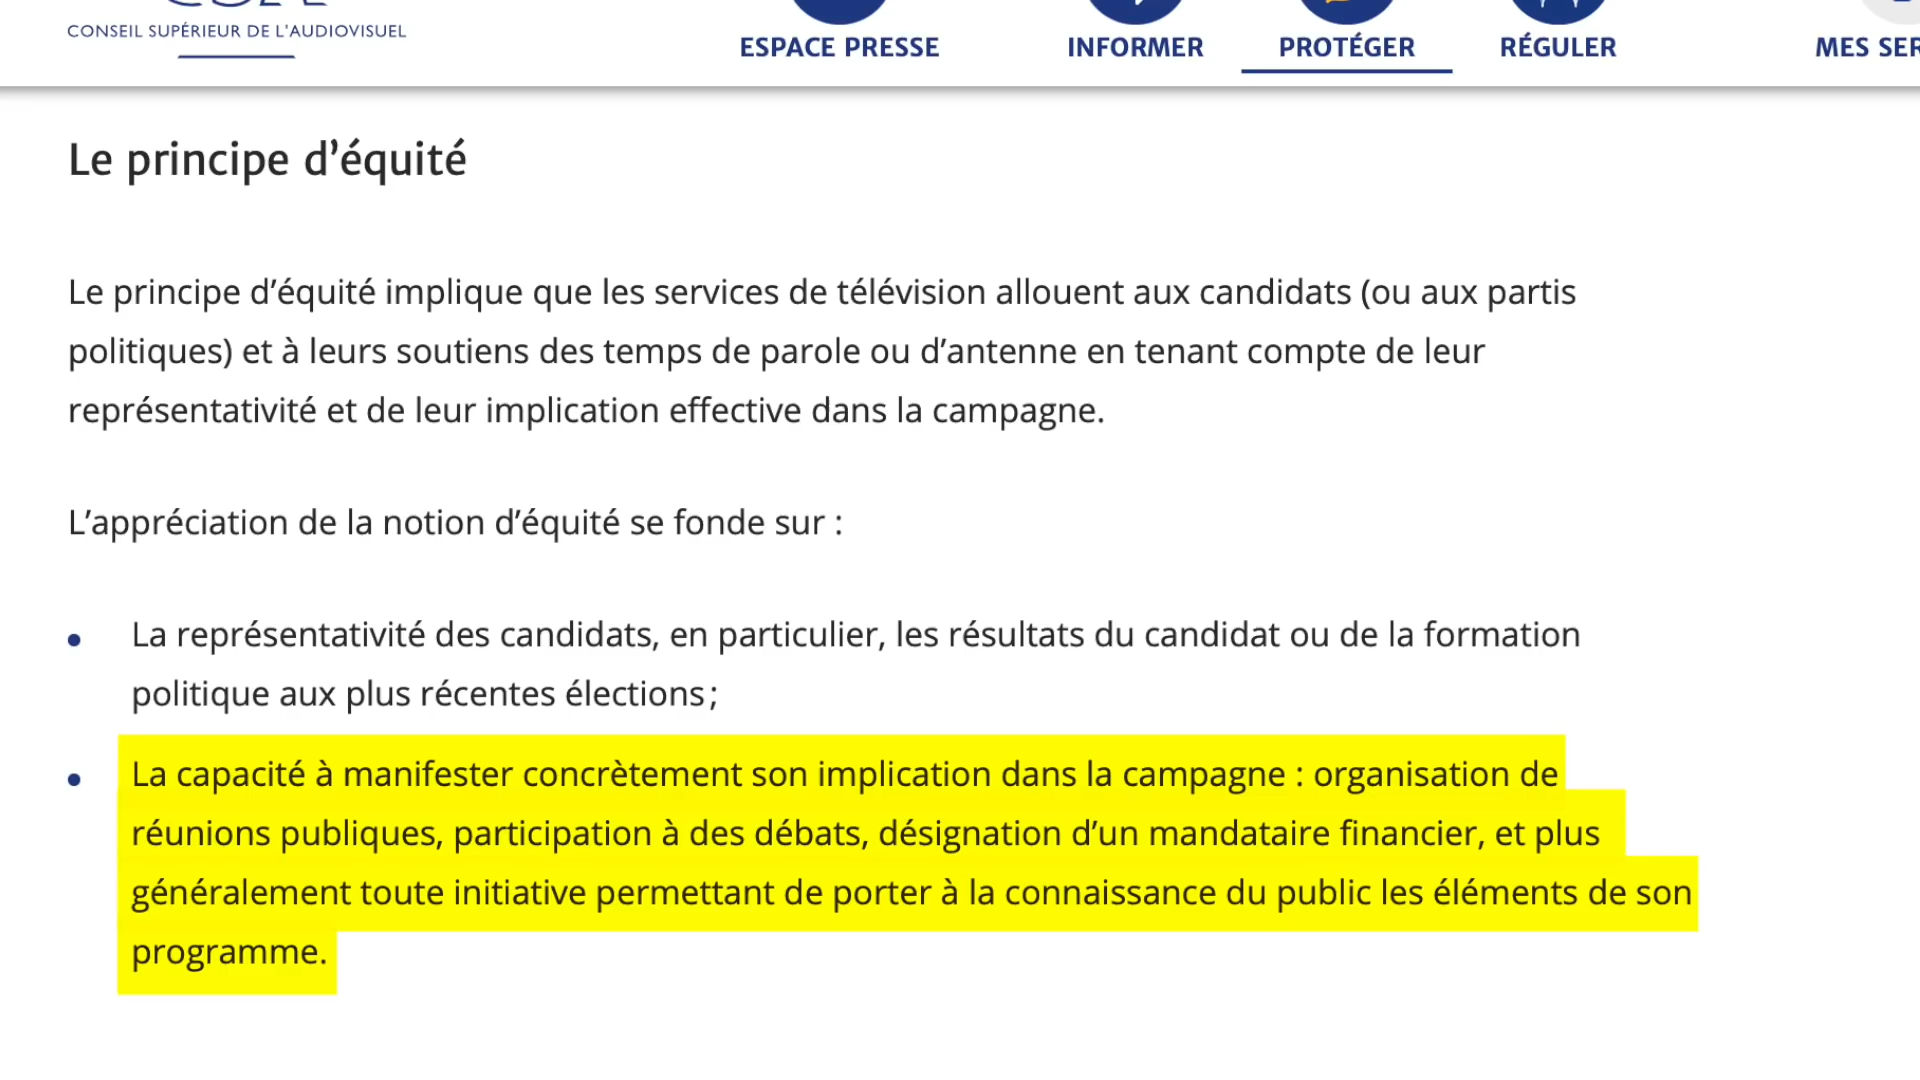 CONSEIL SUPÉRIEUR DE L'AUDIOVISUEL
ESPACE PRESSE
INFORMER
PROTÉGER
RÉGULER
MES SER
Le principe d’équité
Le principe d’équité implique que les services de télévision allouent aux candidats (ou aux partis
politiques) et à leurs soutiens des temps de parole ou d’antenne en tenant compte de leur
représentativité et de leur implication effective dans la campagne.
L’appréciation de la notion d’équité se fonde sur :
La représentativité des candidats, en particulier, les résultats du candidat ou de la formation
politique aux plus récentes élections ;
La capacité à manifester concrètement son implication dans la campagne : organisation de
réunions publiques, participation à des débats, désignation d’un mandataire financier, et plus
généralement toute initiative permettant de porter à la connaissance du public les éléments de son
programme.